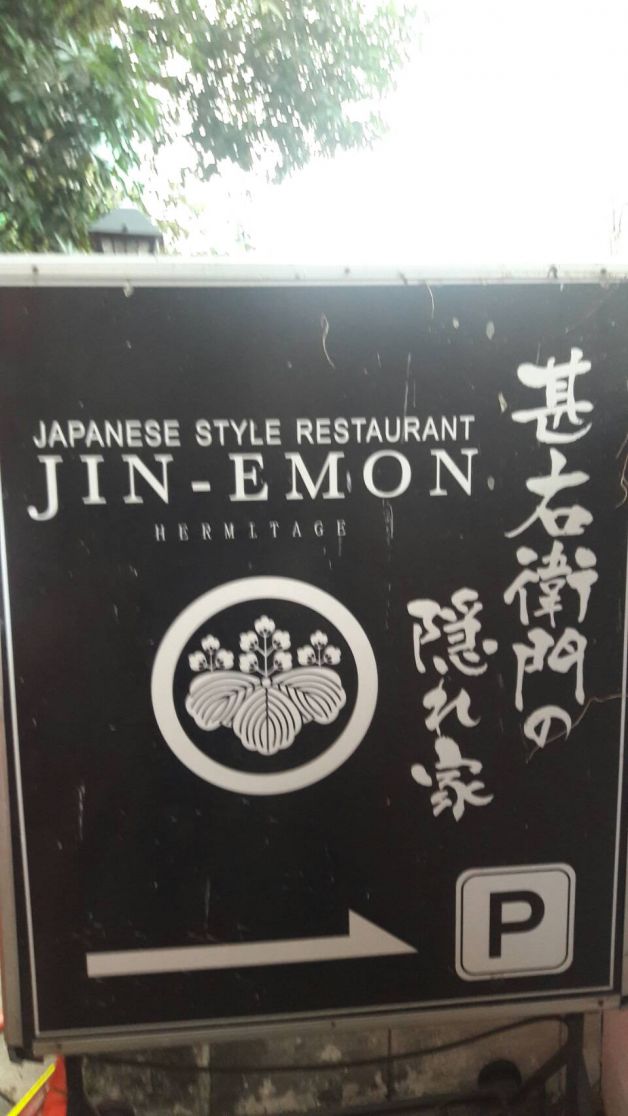 JAPANESE STYLE RESTAURANT
JIN-EMON
HERMITAGE
甚右衛門の
隠れ家
P